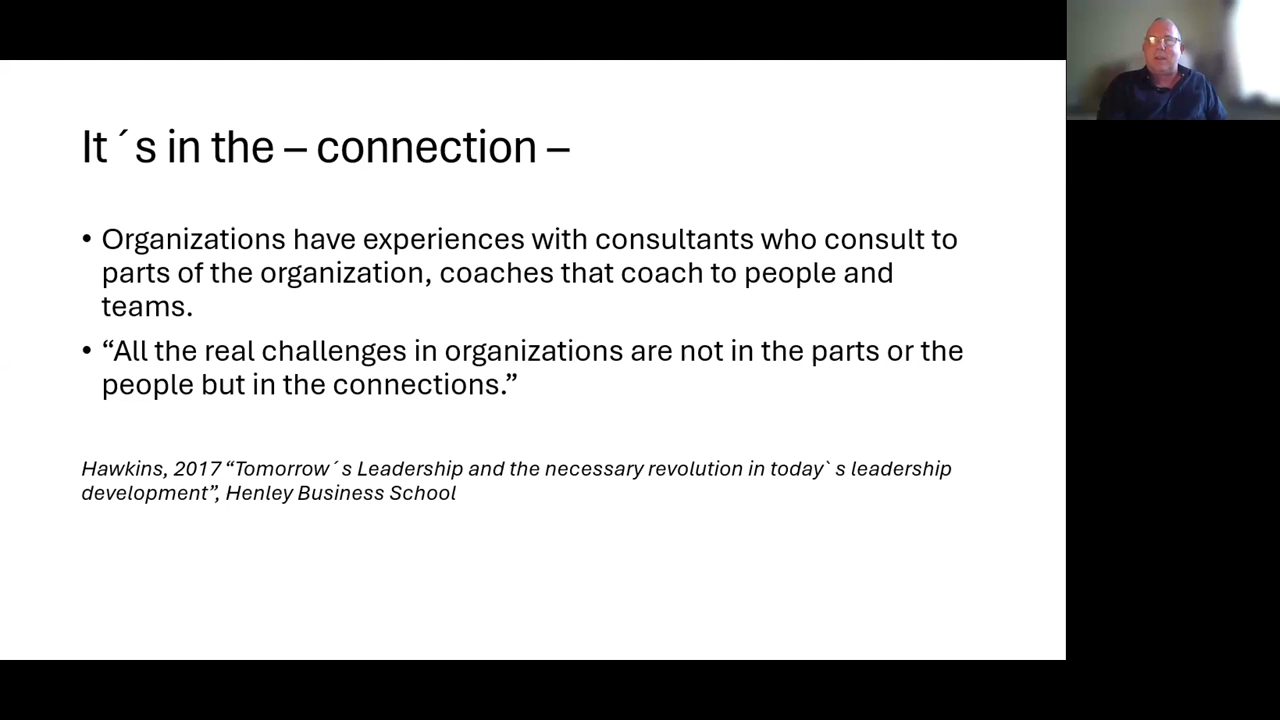 It ´s in the – connection –
• Organizations have experiences with consultants who consult to
parts of the organization, coaches that coach to people and
teams.
• “All the real challenges in organizations are not in the parts or the
people but in the connections.”
Hawkins, 2017 “Tomorrow´s Leadership and the necessary revolution in today`s leadership
development”, Henley Business School